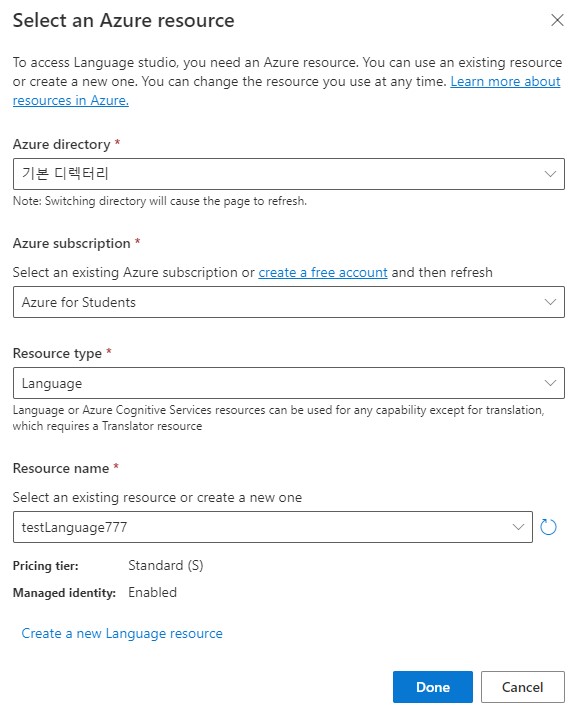 Select an Azure resource
To access Language studio, you need an Azure resource. You can use an existing resource
or create a new one. You can change the resource you use at any time. Learn more about
resources in Azure.
Azure directory *
기본 디렉터리
Note: Switching directory will cause the page to refresh.
Azure subscription *
Select an existing Azure subscription or create a free account and then refresh
Azure for Students
Resource type *
Language
Language or Azure Cognitive Services resources can be used for any capability except for translation,
which requires a Translator resource
Resource name *
Select an existing resource or create a new one
testLanguage777
Pricing tier: Standard (S)
Managed identity: Enabled
Create a new Language resource
Done Cancel